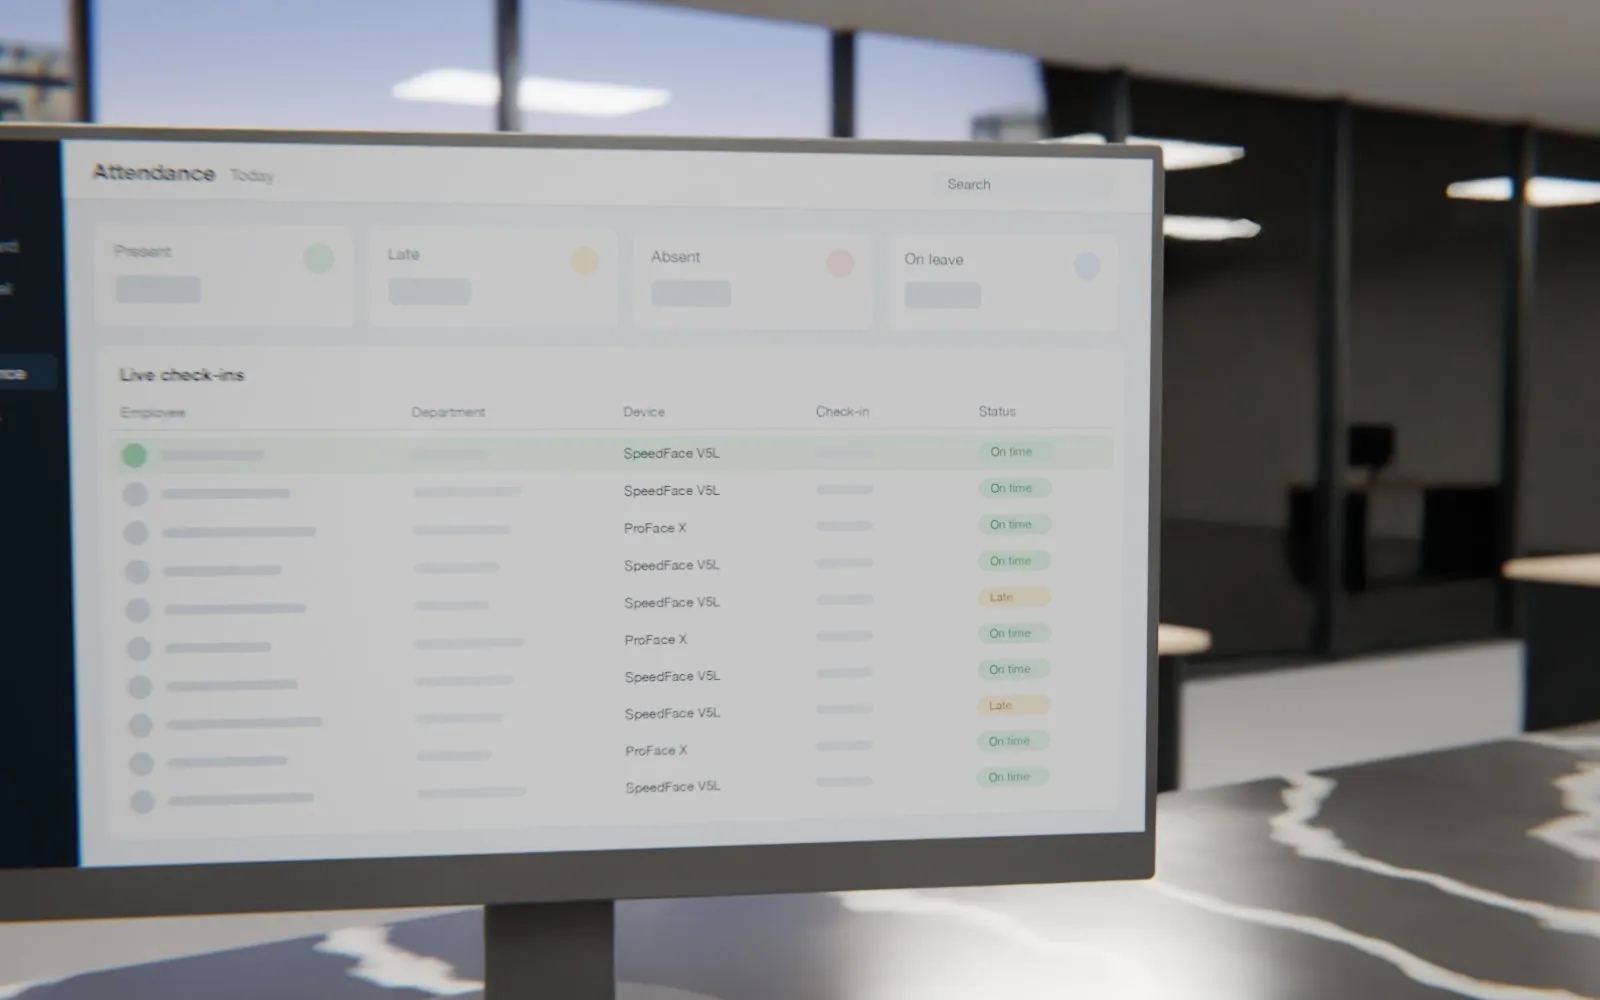 Attendance Today
Search
Present
Late
Absent
On leave
Live check-ins
Employee Department Device Check-in Status
SpeedFace V5L On time
SpeedFace V5L On time
ProFace X On time
SpeedFace V5L On time
SpeedFace V5L Late
ProFace X On time
SpeedFace V5L On time
SpeedFace V5L Late
ProFace X On time
SpeedFace V5L On time